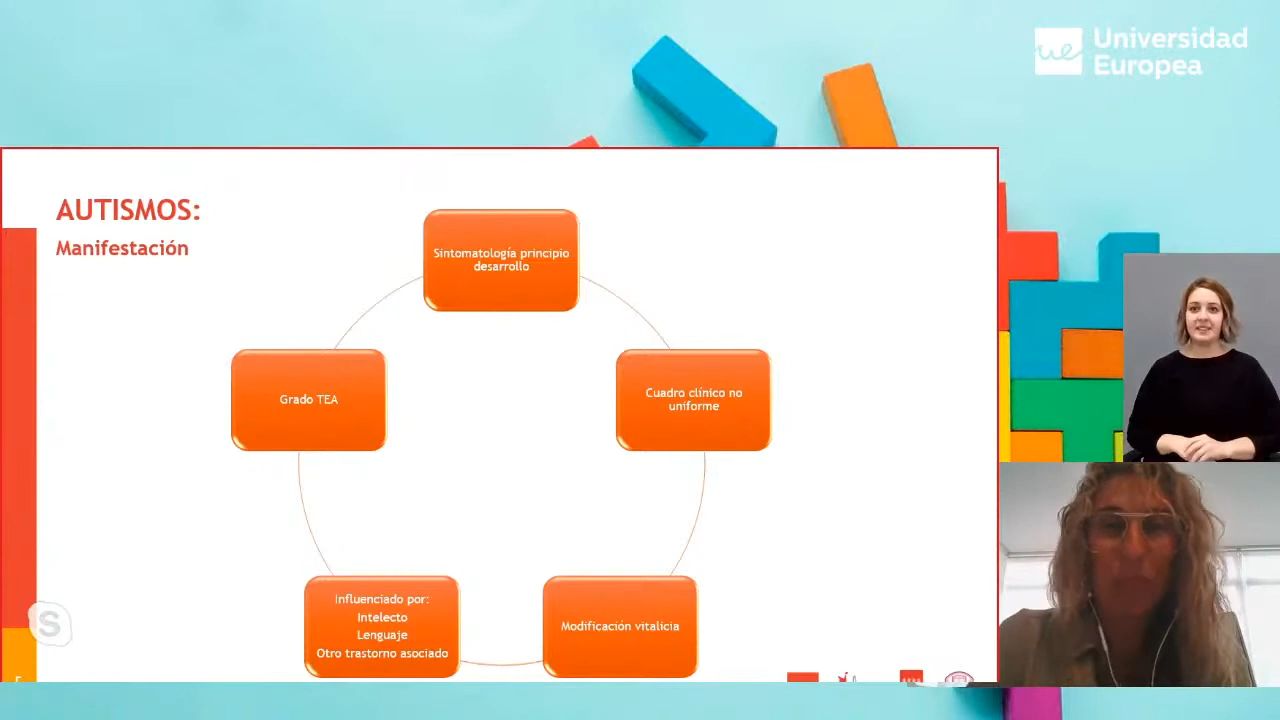 Universidad
Europea
ue
AUTISMOS:
Manifestación
Sintomatología principio
desarrollo
Grado TEA
Cuadro clínico no
uniforme
Influenciado por:
Intelecto
Lenguaje
Otro trastorno asociado
Modificación vitalicia
S